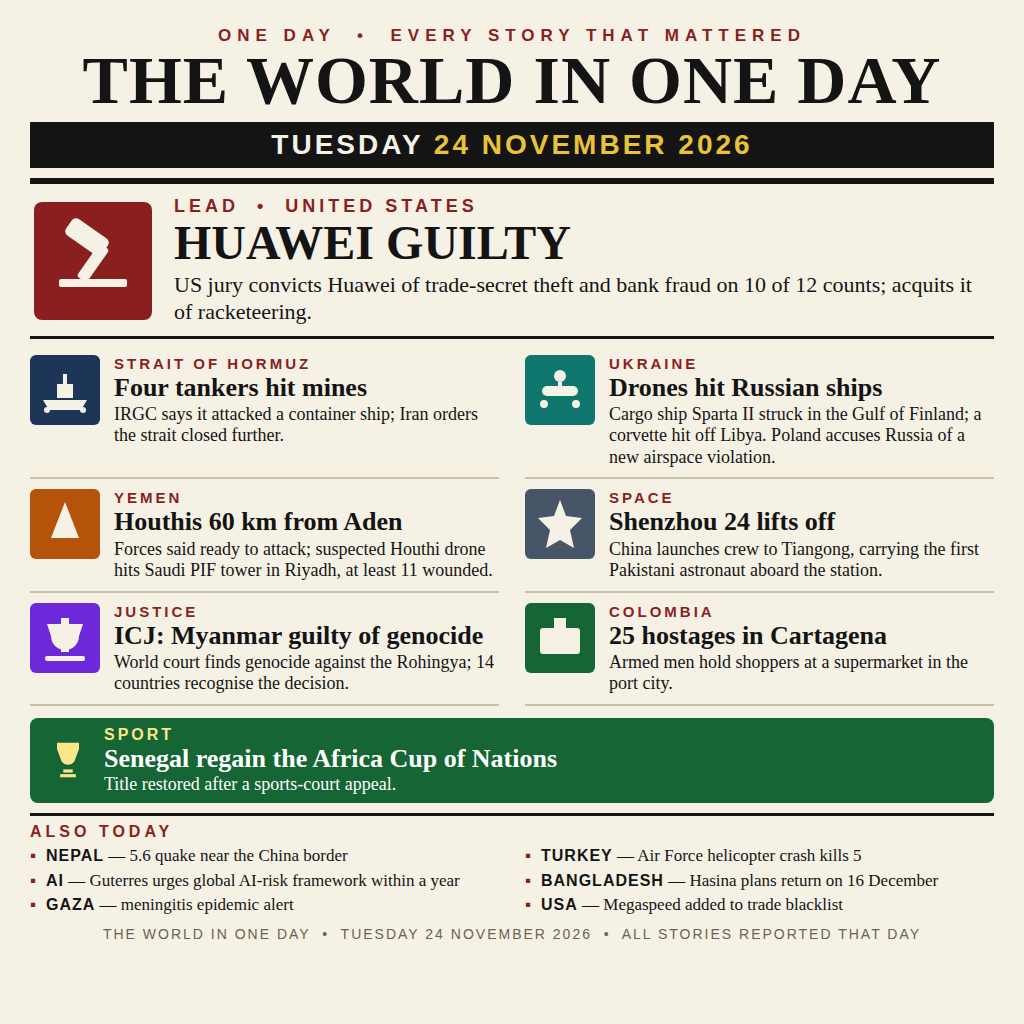 ONE DAY • EVERY STORY THAT MATTERED
THE WORLD IN ONE DAY
TUESDAY 24 NOVEMBER 2026
LEAD • UNITED STATES
HUAWEI GUILTY
US jury convicts Huawei of trade-secret theft and bank fraud on 10 of 12 counts; acquits it
of racketeering.
STRAIT OF HORMUZ
Four tankers hit mines
IRGC says it attacked a container ship; Iran orders
the strait closed further.
UKRAINE
Drones hit Russian ships
Cargo ship Sparta II struck in the Gulf of Finland; a
corvette hit off Libya. Poland accuses Russia of a
new airspace violation.
YEMEN
Houthis 60 km from Aden
Forces said ready to attack; suspected Houthi drone
hits Saudi PIF tower in Riyadh, at least 11 wounded.
SPACE
Shenzhou 24 lifts off
China launches crew to Tiangong, carrying the first
Pakistani astronaut aboard the station.
JUSTICE
ICJ: Myanmar guilty of genocide
World court finds genocide against the Rohingya; 14
countries recognise the decision.
COLOMBIA
25 hostages in Cartagena
Armed men hold shoppers at a supermarket in the
port city.
SPORT
Senegal regain the Africa Cup of Nations
Title restored after a sports-court appeal.
ALSO TODAY
▪ NEPAL — 5.6 quake near the China border
▪ AI — Guterres urges global AI-risk framework within a year
▪ GAZA — meningitis epidemic alert
▪ TURKEY — Air Force helicopter crash kills 5
▪ BANGLADESH — Hasina plans return on 16 December
▪ USA — Megaspeed added to trade blacklist
THE WORLD IN ONE DAY • TUESDAY 24 NOVEMBER 2026 • ALL STORIES REPORTED THAT DAY